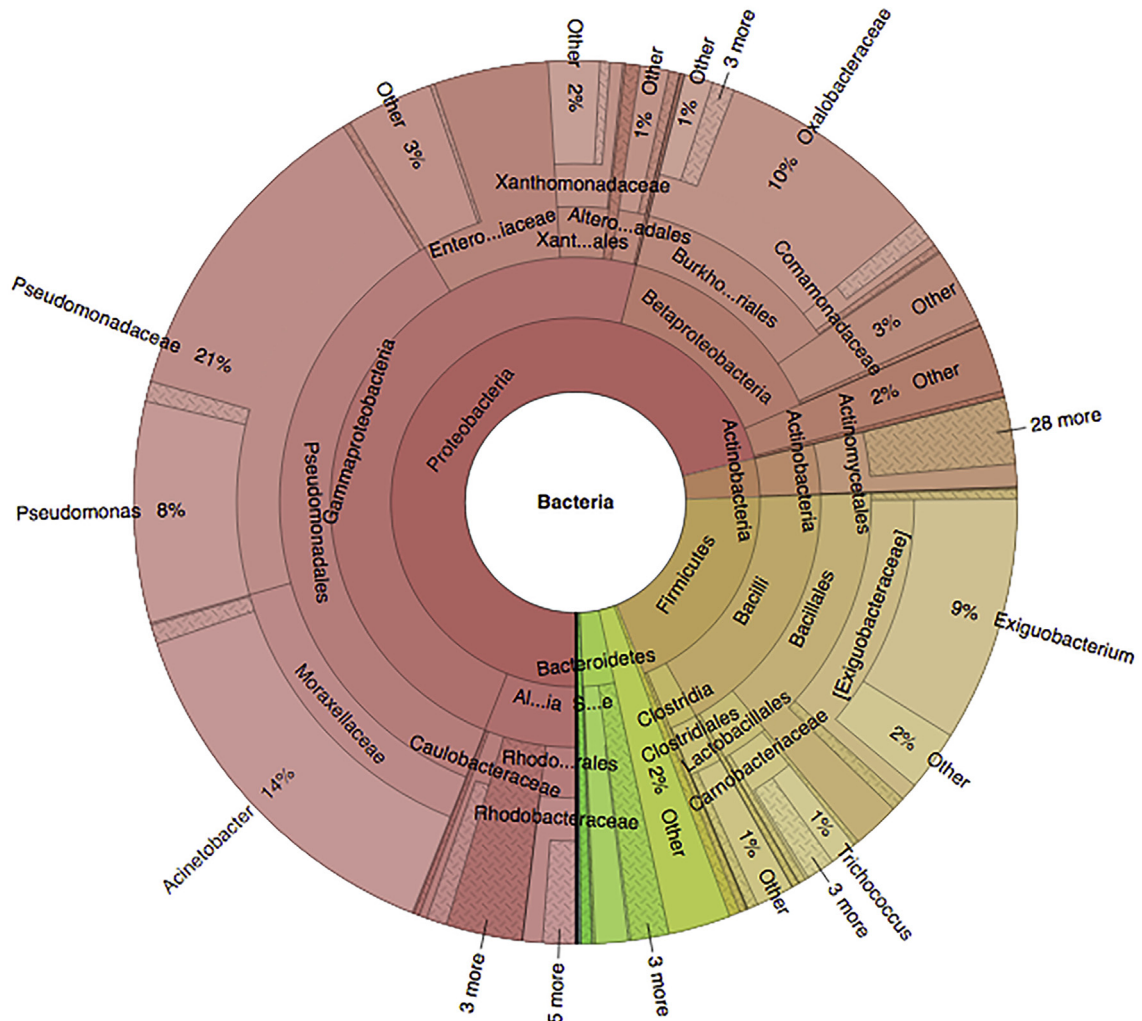 Bacteria
Proteobacteria
Gammaproteobacteria
Pseudomonadales
Pseudomonadaceae 21%
Pseudomonas 8%
Moraxellaceae
Acinetobacter 14%
Entero...iaceae
Other 3%
Xant...ales
Xanthomonadaceae
Other 2%
Altero...adales
1% Other
Betaproteobacteria
Burkho...riales
1% Other
3 more
10% Oxalobacteraceae
Comamonadaceae
3% Other
2% Other
Actinobacteria
Actinobacteria
Actinomycetales
28 more
Firmicutes
Bacilli
Bacillales
[Exiguobacteraceae]
9% Exiguobacterium
2% Other
Lactobacillales
Carnobacteriaceae
1% Trichococcus
3 more
Clostridia
Clostridiales
1% Other
2% Other
Bacteroidetes
S...e
3 more
Al...ia
Rhodo...rales
Rhodobacteraceae
5 more
Caulobacteraceae
3 more